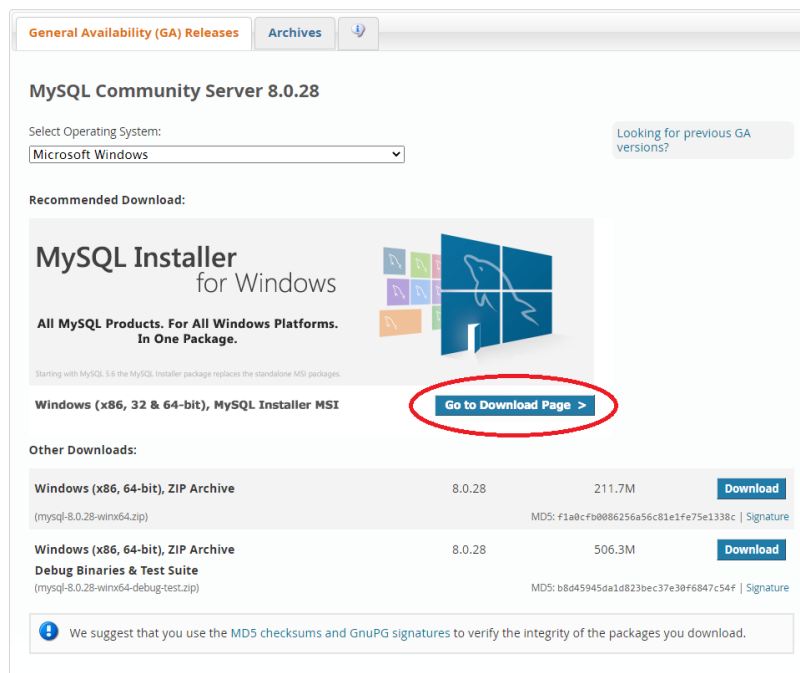 General Availability (GA) Releases
Archives
MySQL Community Server 8.0.28
Select Operating System:
Microsoft Windows
Looking for previous GA
versions?
Recommended Download:
MySQL Installer
for Windows
All MySQL Products. For All Windows Platforms.
In One Package.
Starting with MySQL 5.6 the MySQL Installer package replaces the standalone MSI packages.
Windows (x86, 32 & 64-bit), MySQL Installer MSI
Go to Download Page >
Other Downloads:
Windows (x86, 64-bit), ZIP Archive 8.0.28 211.7M Download
(mysql-8.0.28-winx64.zip) MD5: f1a0cfb0086256a56c81e1fe75e1338c | Signature
Windows (x86, 64-bit), ZIP Archive 8.0.28 506.3M Download
Debug Binaries & Test Suite
(mysql-8.0.28-winx64-debug-test.zip) MD5: b8d45945da1d823bec37e30f6847c54f | Signature
We suggest that you use the MD5 checksums and GnuPG signatures to verify the integrity of the packages you download.